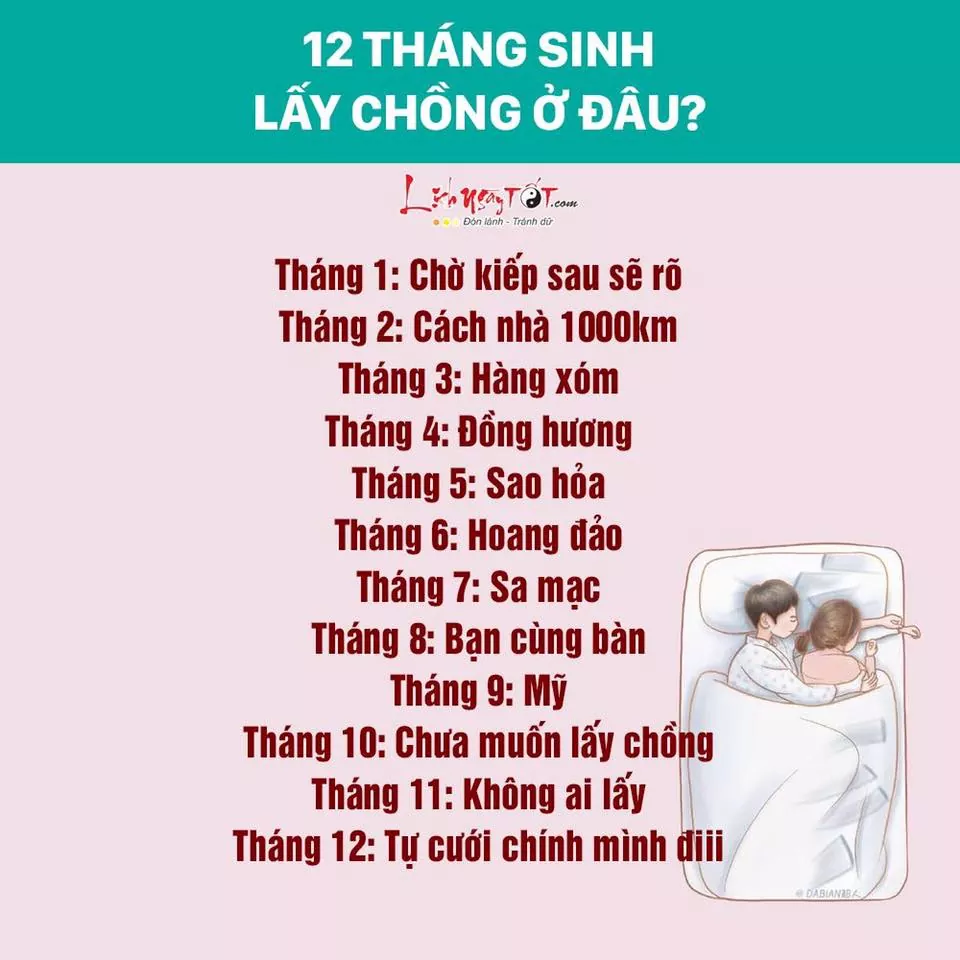 12 THÁNG SINH
LẤY CHỒNG Ở ĐÂU?
Lịch Ngày TỐT.com
Đón lành - Tránh dữ
Tháng 1: Chờ kiếp sau sẽ rõ
Tháng 2: Cách nhà 1000km
Tháng 3: Hàng xóm
Tháng 4: Đồng hương
Tháng 5: Sao hỏa
Tháng 6: Hoang đảo
Tháng 7: Sa mạc
Tháng 8: Bạn cùng bàn
Tháng 9: Mỹ
Tháng 10: Chưa muốn lấy chồng
Tháng 11: Không ai lấy
Tháng 12: Tự cưới chính mình điii